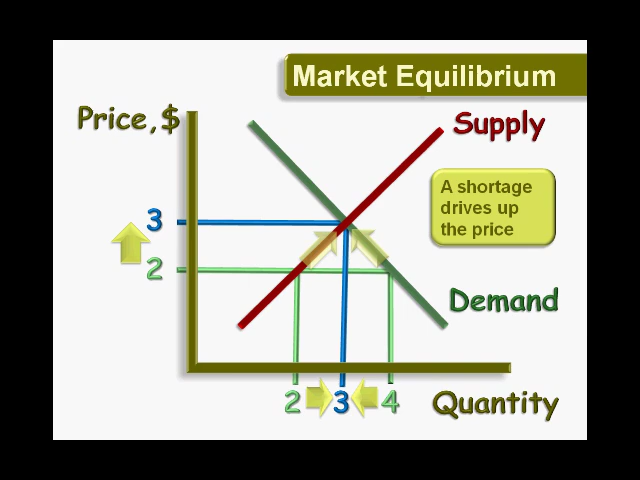 Market Equilibrium
Price,$
Supply
A shortage
drives up
the price
3
2
Demand
2
3
4
Quantity